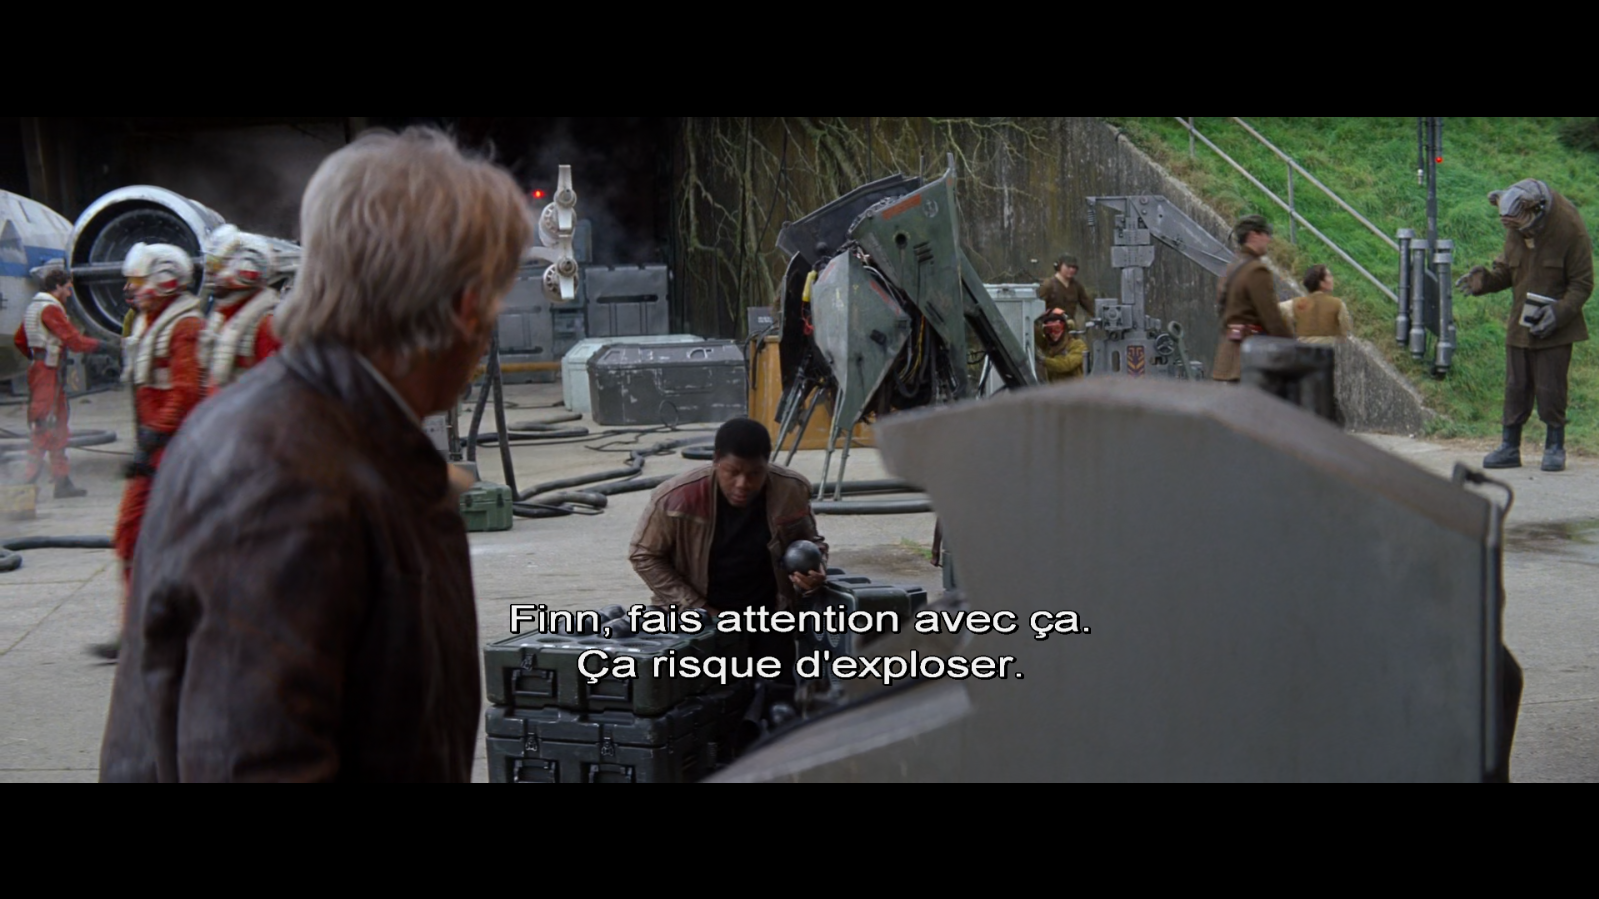 Finn, fais attention avec ça.
Ça risque d'exploser.